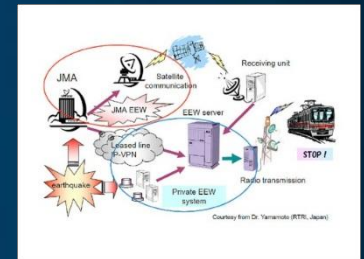 JMA
Satellite
communication
Receiving unit
JMA EEW
EEW server
Leased line
IP-VPN
STOP !
earthquake
Private EEW
system
Radio transmission
Courtesy from Dr. Yamamoto (RTRI, Japan)